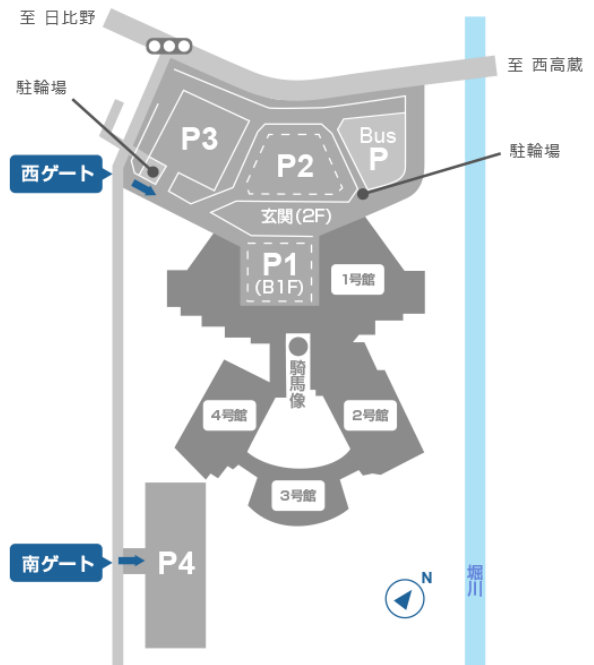 至 日比野
至 西高蔵
駐輪場
P3
P2
Bus
P
駐輪場
西ゲート
玄関(2F)
P1
(B1F)
1号館
騎馬像
4号館
2号館
3号館
南ゲート
P4
N
堀川